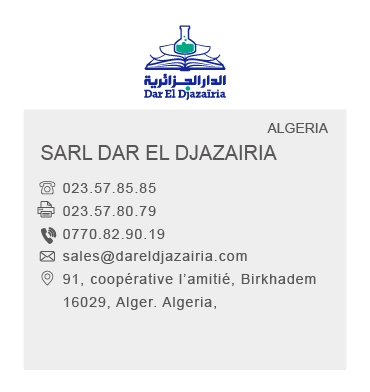 الدار الجزائرية
Dar El Djazaïria
ALGERIA
SARL DAR EL DJAZAIRIA
023.57.85.85
023.57.80.79
0770.82.90.19
sales@dareldjazairia.com
91, coopérative l’amitié, Birkhadem
16029, Alger. Algeria,